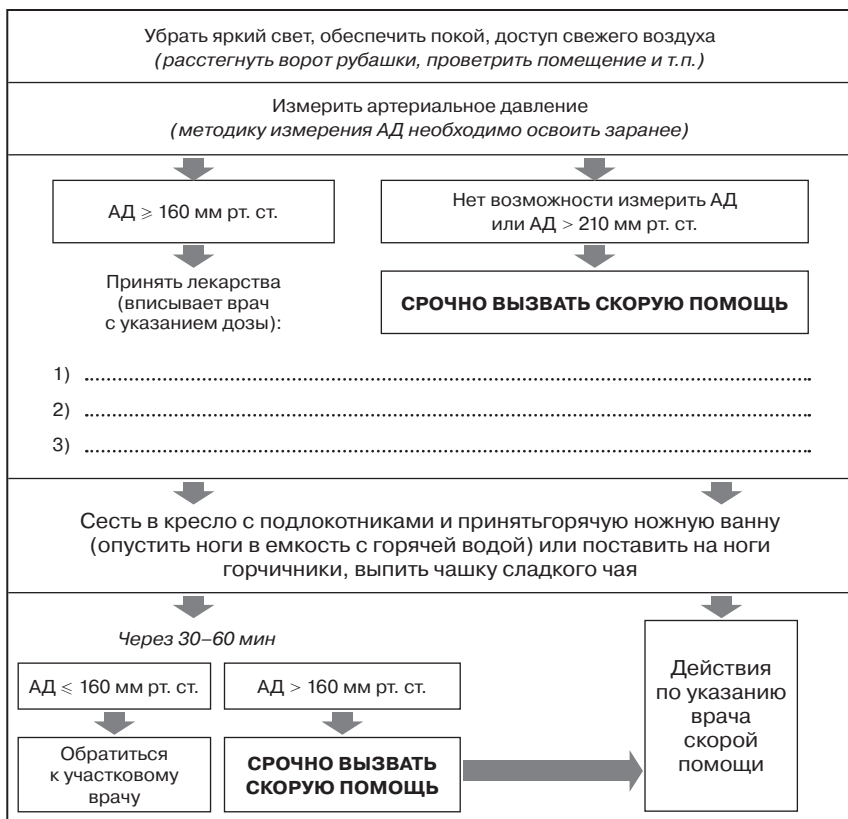 Убрать яркий свет, обеспечить покой, доступ свежего воздуха
(расстегнуть ворот рубашки, проветрить помещение и т.п.)
Измерить артериальное давление
(методику измерения АД необходимо освоить заранее)
АД ⩾ 160 мм рт. ст.
Нет возможности измерить АД
или АД > 210 мм рт. ст.
Принять лекарства
(вписывает врач
с указанием дозы):
СРОЧНО ВЫЗВАТЬ СКОРУЮ ПОМОЩЬ
1)
2)
3)
Сесть в кресло с подлокотниками и принятьгорячую ножную ванну
(опустить ноги в емкость с горячей водой) или поставить на ноги
горчичники, выпить чашку сладкого чая
Через 30–60 мин
АД ⩽ 160 мм рт. ст.
АД > 160 мм рт. ст.
Обратиться
к участковому
врачу
СРОЧНО ВЫЗВАТЬ
СКОРУЮ ПОМОЩЬ
Действия
по указанию
врача
скорой
помощи